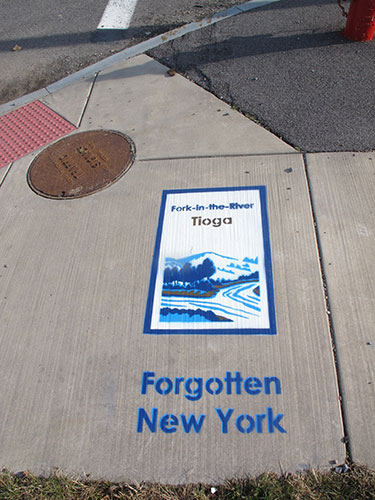 Fork-in-the-River
Tioga
Forgotten
New York